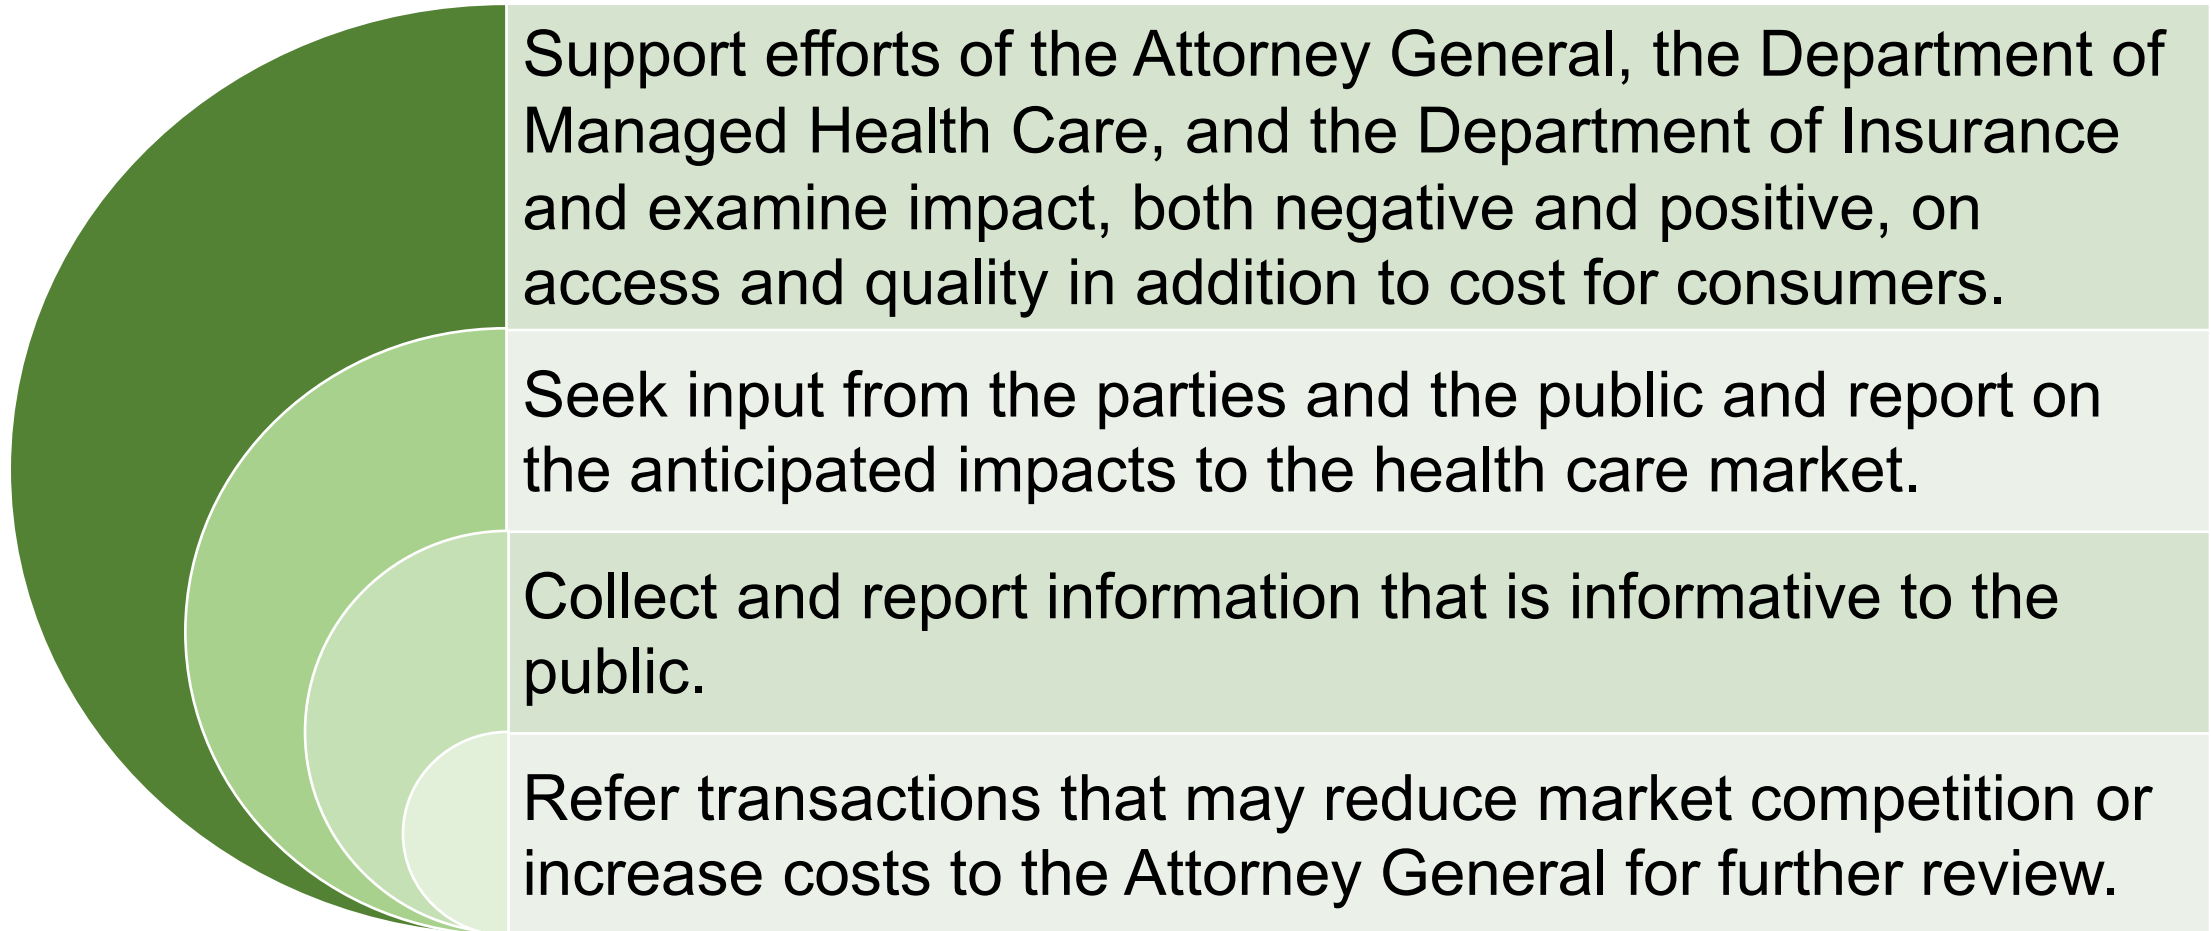 Support efforts of the Attorney General, the Department of
Managed Health Care, and the Department of Insurance
and examine impact, both negative and positive, on
access and quality in addition to cost for consumers.
Seek input from the parties and the public and report on
the anticipated impacts to the health care market.
Collect and report information that is informative to the
public.
Refer transactions that may reduce market competition or
increase costs to the Attorney General for further review.